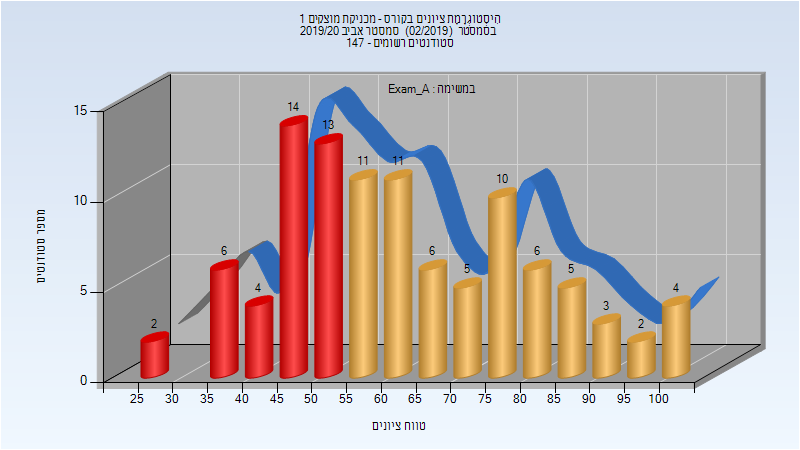 היסטוגרמת ציונים בקורס - מכניקת מוצקים 1
בסמסטר (02/2019) סמסטר אביב 2019/20
סטודנטים רשומים - 147
במשימה : Exam_A
מספר סטודנטים
15
10
5
0
2
6
4
14
13
11
11
6
5
10
6
5
3
2
4
25 30 35 40 45 50 55 60 65 70 75 80 85 90 95 100
טווח ציונים